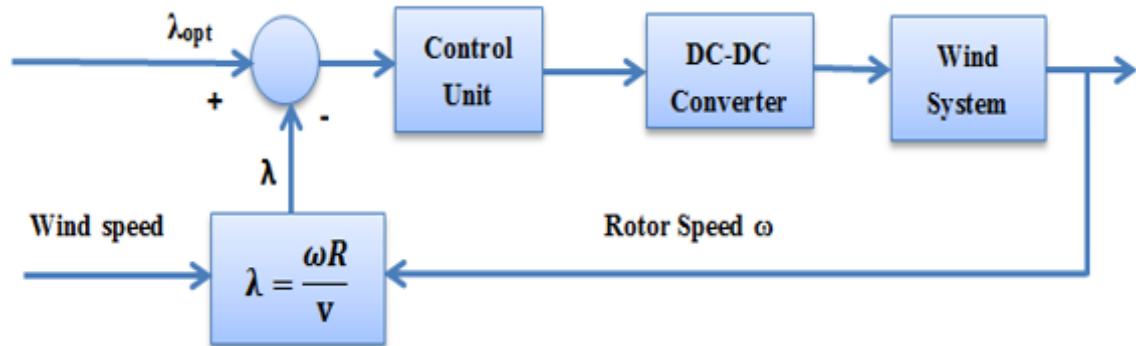 λopt
+
-
Control
Unit
DC-DC
Converter
Wind
System
λ
Wind speed
Rotor Speed ω
λ = ωR/v